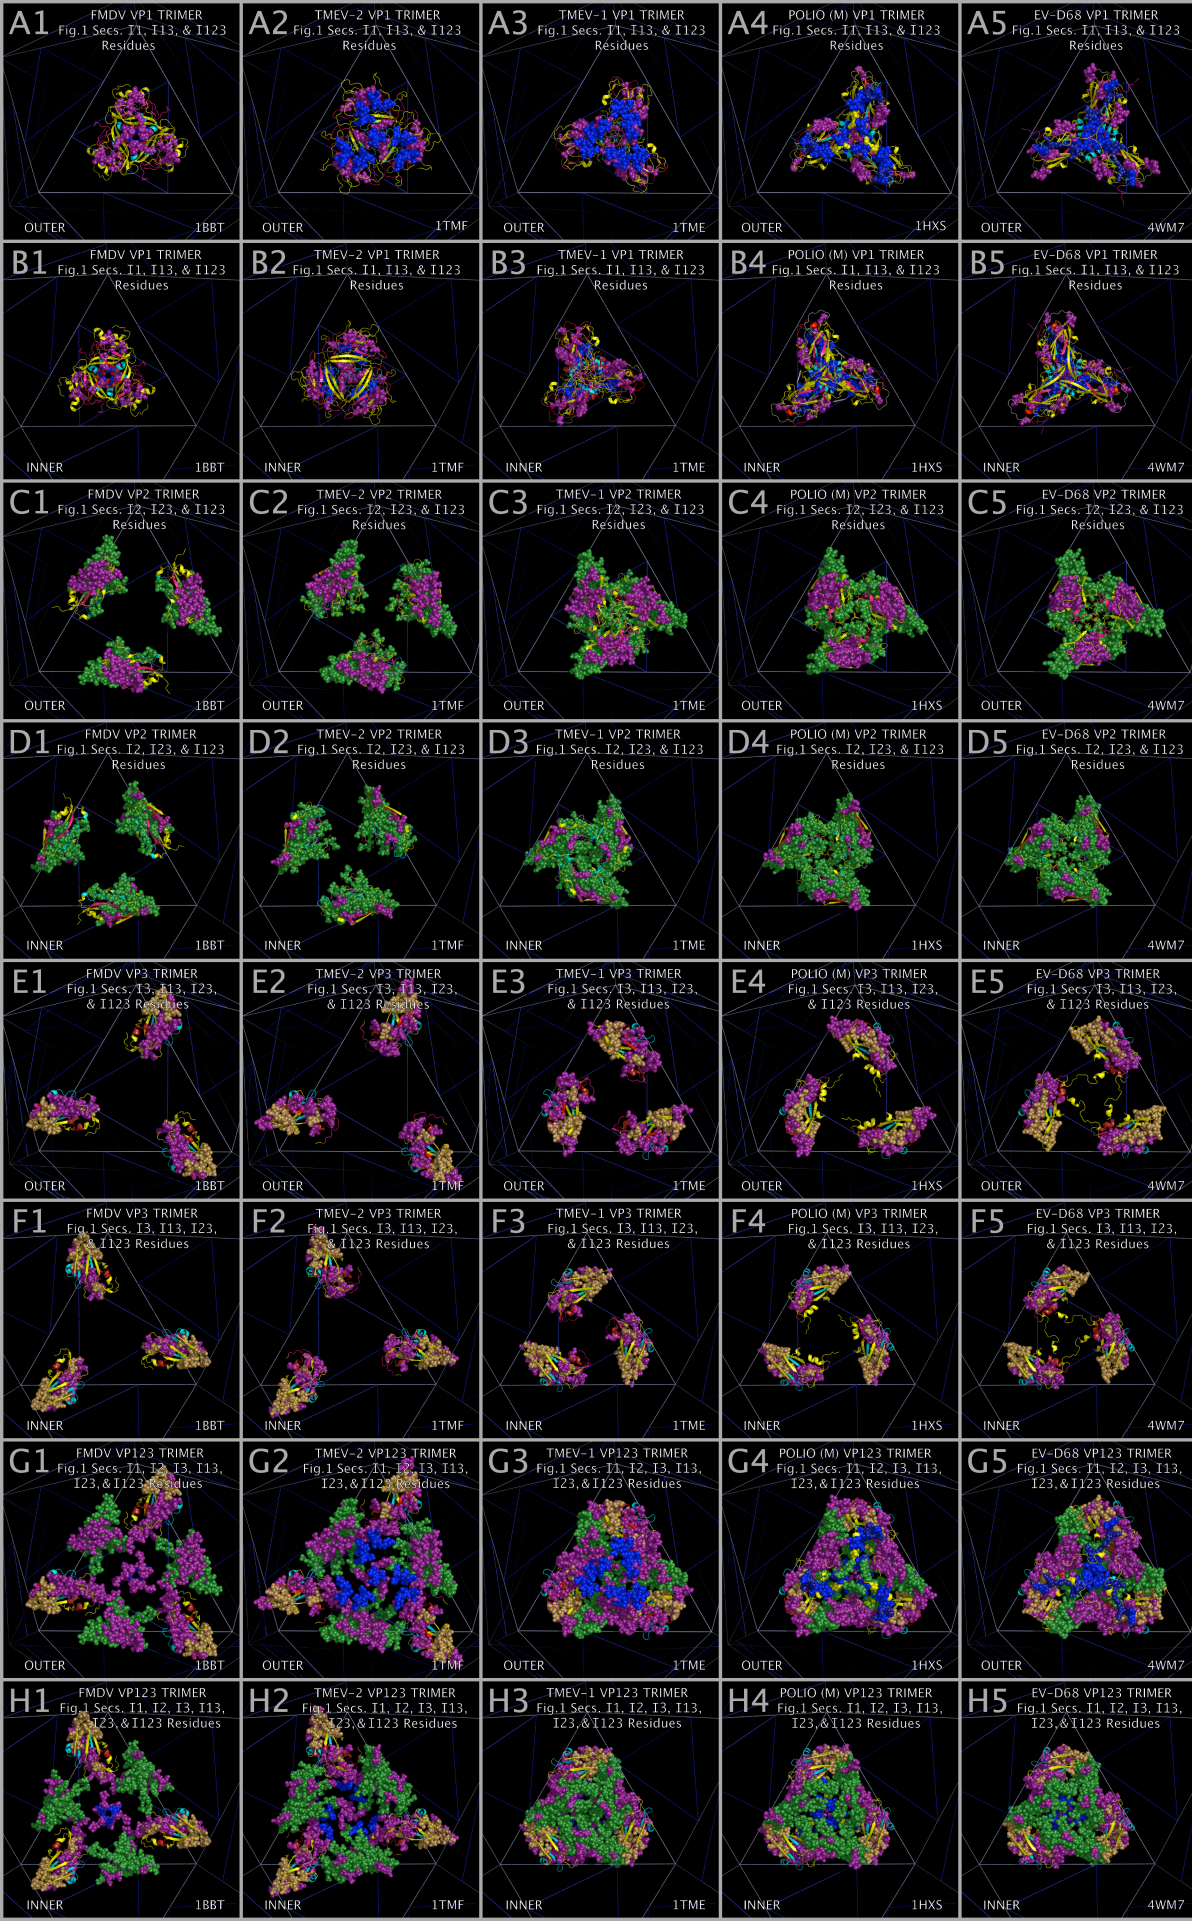 A1
FMDV VP1 TRIMER
Fig.1 Secs. I1, I13, & I123
Residues
OUTER
1BBT
A2
TMEV-2 VP1 TRIMER
Fig.1 Secs. I1, I13, & I123
Residues
OUTER
1TMF
A3
TMEV-1 VP1 TRIMER
Fig.1 Secs. I1, I13, & I123
Residues
OUTER
1TME
A4
POLIO (M) VP1 TRIMER
Fig.1 Secs. I1, I13, & I123
Residues
OUTER
1HXS
A5
EV-D68 VP1 TRIMER
Fig.1 Secs. I1, I13, & I123
Residues
OUTER
4WM7
B1
FMDV VP1 TRIMER
Fig.1 Secs. I1, I13, & I123
Residues
INNER
1BBT
B2
TMEV-2 VP1 TRIMER
Fig.1 Secs. I1, I13, & I123
Residues
INNER
1TMF
B3
TMEV-1 VP1 TRIMER
Fig.1 Secs. I1, I13, & I123
Residues
INNER
1TME
B4
POLIO (M) VP1 TRIMER
Fig.1 Secs. I1, I13, & I123
Residues
INNER
1HXS
B5
EV-D68 VP1 TRIMER
Fig.1 Secs. I1, I13, & I123
Residues
INNER
4WM7
C1
FMDV VP2 TRIMER
Fig.1 Secs. I2, I23, & I123
Residues
OUTER
1BBT
C2
TMEV-2 VP2 TRIMER
Fig.1 Secs. I2, I23, & I123
Residues
OUTER
1TMF
C3
TMEV-1 VP2 TRIMER
Fig.1 Secs. I2, I23, & I123
Residues
OUTER
1TME
C4
POLIO (M) VP2 TRIMER
Fig.1 Secs. I2, I23, & I123
Residues
OUTER
1HXS
C5
EV-D68 VP2 TRIMER
Fig.1 Secs. I2, I23, & I123
Residues
OUTER
4WM7
D1
FMDV VP2 TRIMER
Fig.1 Secs. I2, I23, & I123
Residues
INNER
1BBT
D2
TMEV-2 VP2 TRIMER
Fig.1 Secs. I2, I23, & I123
Residues
INNER
1TMF
D3
TMEV-1 VP2 TRIMER
Fig.1 Secs. I2, I23, & I123
Residues
INNER
1TME
D4
POLIO (M) VP2 TRIMER
Fig.1 Secs. I2, I23, & I123
Residues
INNER
1HXS
D5
EV-D68 VP2 TRIMER
Fig.1 Secs. I2, I23, & I123
Residues
INNER
4WM7
E1
FMDV VP3 TRIMER
Fig.1 Secs. I3, I13, I23,
& I123 Residues
OUTER
1BBT
E2
TMEV-2 VP3 TRIMER
Fig.1 Secs. I3, I13, I23,
& I123 Residues
OUTER
1TMF
E3
TMEV-1 VP3 TRIMER
Fig.1 Secs. I3, I13, I23,
& I123 Residues
OUTER
1TME
E4
POLIO (M) VP3 TRIMER
Fig.1 Secs. I3, I13, I23,
& I123 Residues
OUTER
1HXS
E5
EV-D68 VP3 TRIMER
Fig.1 Secs. I3, I13, I23,
& I123 Residues
OUTER
4WM7
F1
FMDV VP3 TRIMER
Fig.1 Secs. I3, I13, I23,
& I123 Residues
INNER
1BBT
F2
TMEV-2 VP3 TRIMER
Fig.1 Secs. I3, I13, I23,
& I123 Residues
INNER
1TMF
F3
TMEV-1 VP3 TRIMER
Fig.1 Secs. I3, I13, I23,
& I123 Residues
INNER
1TME
F4
POLIO (M) VP3 TRIMER
Fig.1 Secs. I3, I13, I23,
& I123 Residues
INNER
1HXS
F5
EV-D68 VP3 TRIMER
Fig.1 Secs. I3, I13, I23,
& I123 Residues
INNER
4WM7
G1
FMDV VP123 TRIMER
Fig.1 Secs. I1, I2, I3, I13,
I23, & I123 Residues
OUTER
1BBT
G2
TMEV-2 VP123 TRIMER
Fig.1 Secs. I1, I2, I3, I13,
I23, & I123 Residues
OUTER
1TMF
G3
TMEV-1 VP123 TRIMER
Fig.1 Secs. I1, I2, I3, I13,
I23, & I123 Residues
OUTER
1TME
G4
POLIO (M) VP123 TRIMER
Fig.1 Secs. I1, I2, I3, I13,
I23, & I123 Residues
OUTER
1HXS
G5
EV-D68 VP123 TRIMER
Fig.1 Secs. I1, I2, I3, I13,
I23, & I123 Residues
OUTER
4WM7
H1
FMDV VP123 TRIMER
Fig.1 Secs. I1, I2, I3, I13,
I23, & I123 Residues
INNER
1BBT
H2
TMEV-2 VP123 TRIMER
Fig.1 Secs. I1, I2, I3, I13,
I23, & I123 Residues
INNER
1TMF
H3
TMEV-1 VP123 TRIMER
Fig.1 Secs. I1, I2, I3, I13,
I23, & I123 Residues
INNER
1TME
H4
POLIO (M) VP123 TRIMER
Fig.1 Secs. I1, I2, I3, I13,
I23, & I123 Residues
INNER
1HXS
H5
EV-D68 VP123 TRIMER
Fig.1 Secs. I1, I2, I3, I13,
I23, & I123 Residues
INNER
4WM7